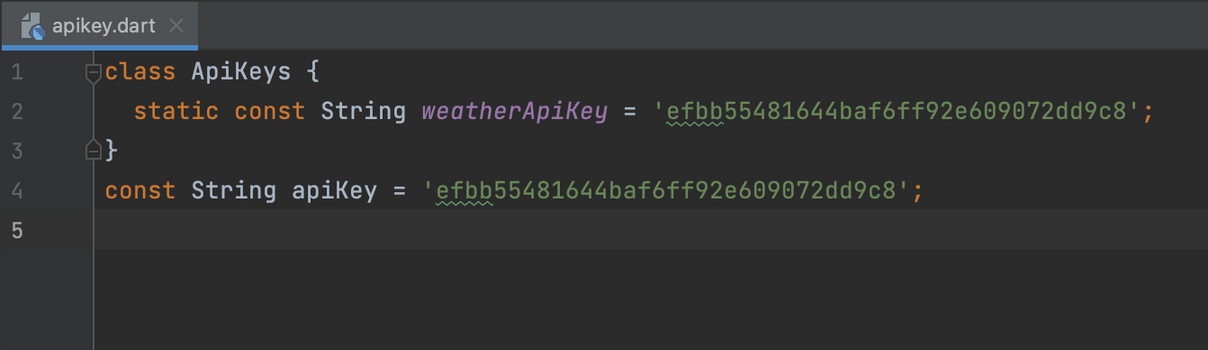 apikey.dart
1 class ApiKeys {
2 static const String weatherApiKey = 'efbb55481644baf6ff92e609072dd9c8';
3 }
4 const String apiKey = 'efbb55481644baf6ff92e609072dd9c8';
5